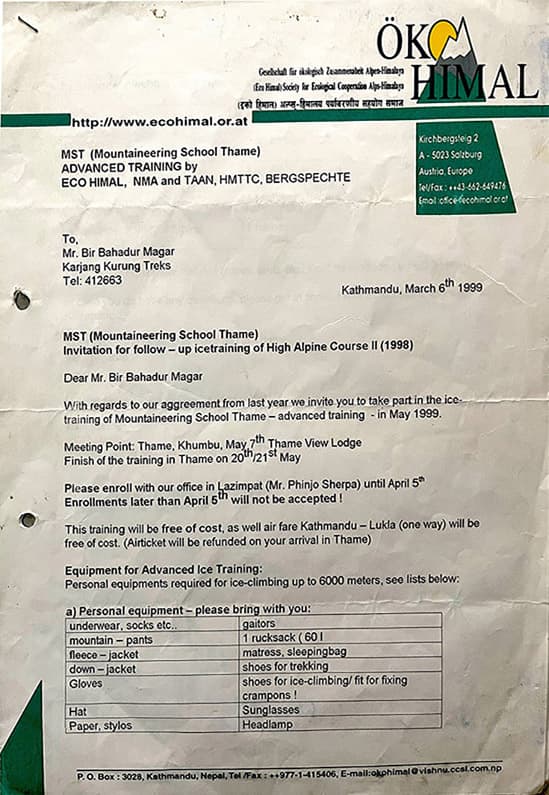 ÖKO
HIMAL
Gesellschaft für ökologisch Zusammenarbeit Alpen-Himalaya
(Eco Himal) Society for Ecological Cooperation Alps-Himalaya
(इको हिमाल) आल्प्स-हिमालय पर्यावरणीय सहयोग समाज
http://www.ecohimal.or.at
Kirchbergsteig 2
A - 5023 Salzburg
Austria, Europe
Tel/Fax : ++43-662-649476
Email :office@ecohimal.or.at
MST (Mountaineering School Thame)
ADVANCED TRAINING by
ECO HIMAL, NMA and TAAN, HMTTC, BERGSPECHTE
To,
Mr. Bir Bahadur Magar
Karjang Kurung Treks
Tel: 412663
Kathmandu, March 6th 1999
MST (Mountaineering School Thame)
Invitation for follow – up icetraining of High Alpine Course II (1998)
Dear Mr. Bir Bahadur Magar
With regards to our aggreement from last year we invite you to take part in the ice-
training of Mountaineering School Thame – advanced training - in May 1999.
Meeting Point: Thame, Khumbu, May 7th Thame View Lodge
Finish of the training in Thame on 20th/21st May
Please enroll with our office in Lazimpat (Mr. Phinjo Sherpa) until April 5th
Enrollments later than April 5th will not be accepted !
This training will be free of cost, as well air fare Kathmandu – Lukla (one way) will be
free of cost. (Airticket will be refunded on your arrival in Thame)
Equipment for Advanced Ice Training:
Personal equipments required for ice-climbing up to 6000 meters, see lists below:
a) Personal equipment – please bring with you:
underwear, socks etc.. gaitors
mountain – pants 1 rucksack ( 60 l
fleece – jacket matress, sleepingbag
down – jacket shoes for trekking
Gloves shoes for ice-climbing/ fit for fixing
crampons !
Hat Sunglasses
Paper, stylos Headlamp
P. O. Box : 3028, Kathmandu, Nepal, Tel /Fax : ++977-1-415406, E-mail:okohimal@vishnu.ccsl.com.np